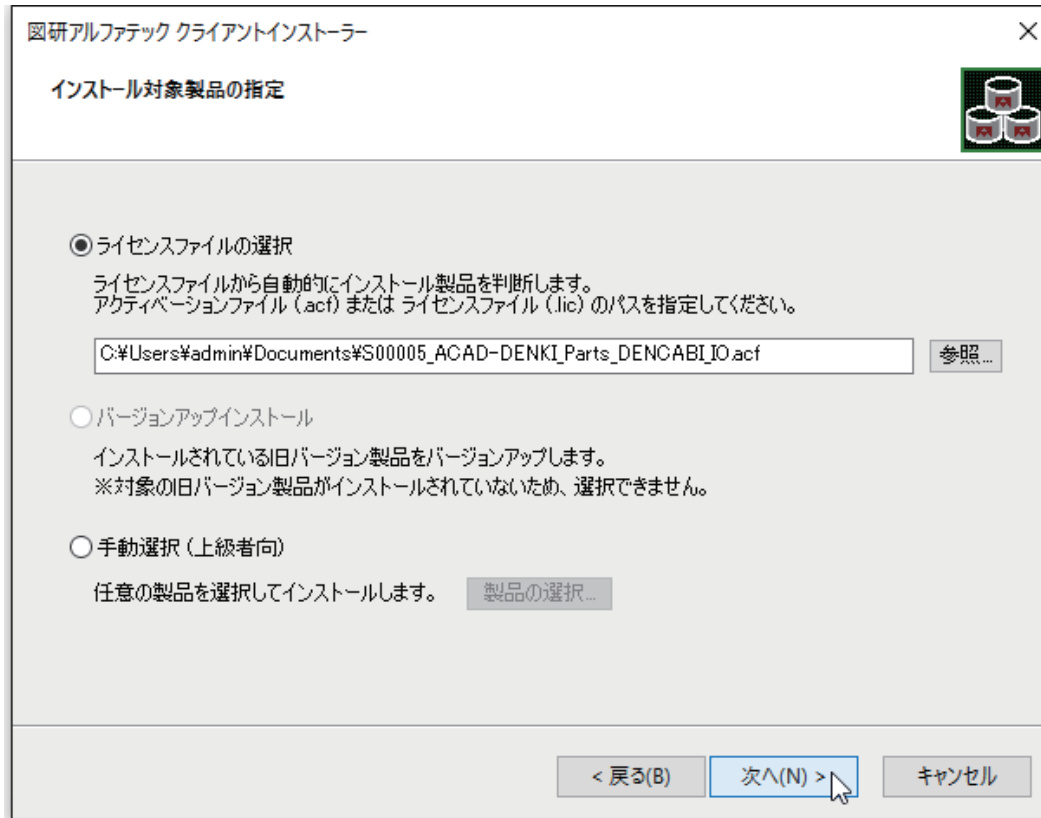 図研アルファテック クライアントインストーラー
インストール対象製品の指定
ライセンスファイルの選択
ライセンスファイルから自動的にインストール製品を判断します。
アクティベーションファイル（.acf）または ライセンスファイル（.lic）のパスを指定してください。
C:¥Users¥admin¥Documents¥S00005_ACAD-DENKI_Parts_DENCABI_IO.acf
参照...
バージョンアップインストール
インストールされている旧バージョン製品をバージョンアップします。
※対象の旧バージョン製品がインストールされていないため、選択できません。
手動選択（上級者向）
任意の製品を選択してインストールします。
製品の選択...
< 戻る(B)
次へ(N) >
キャンセル